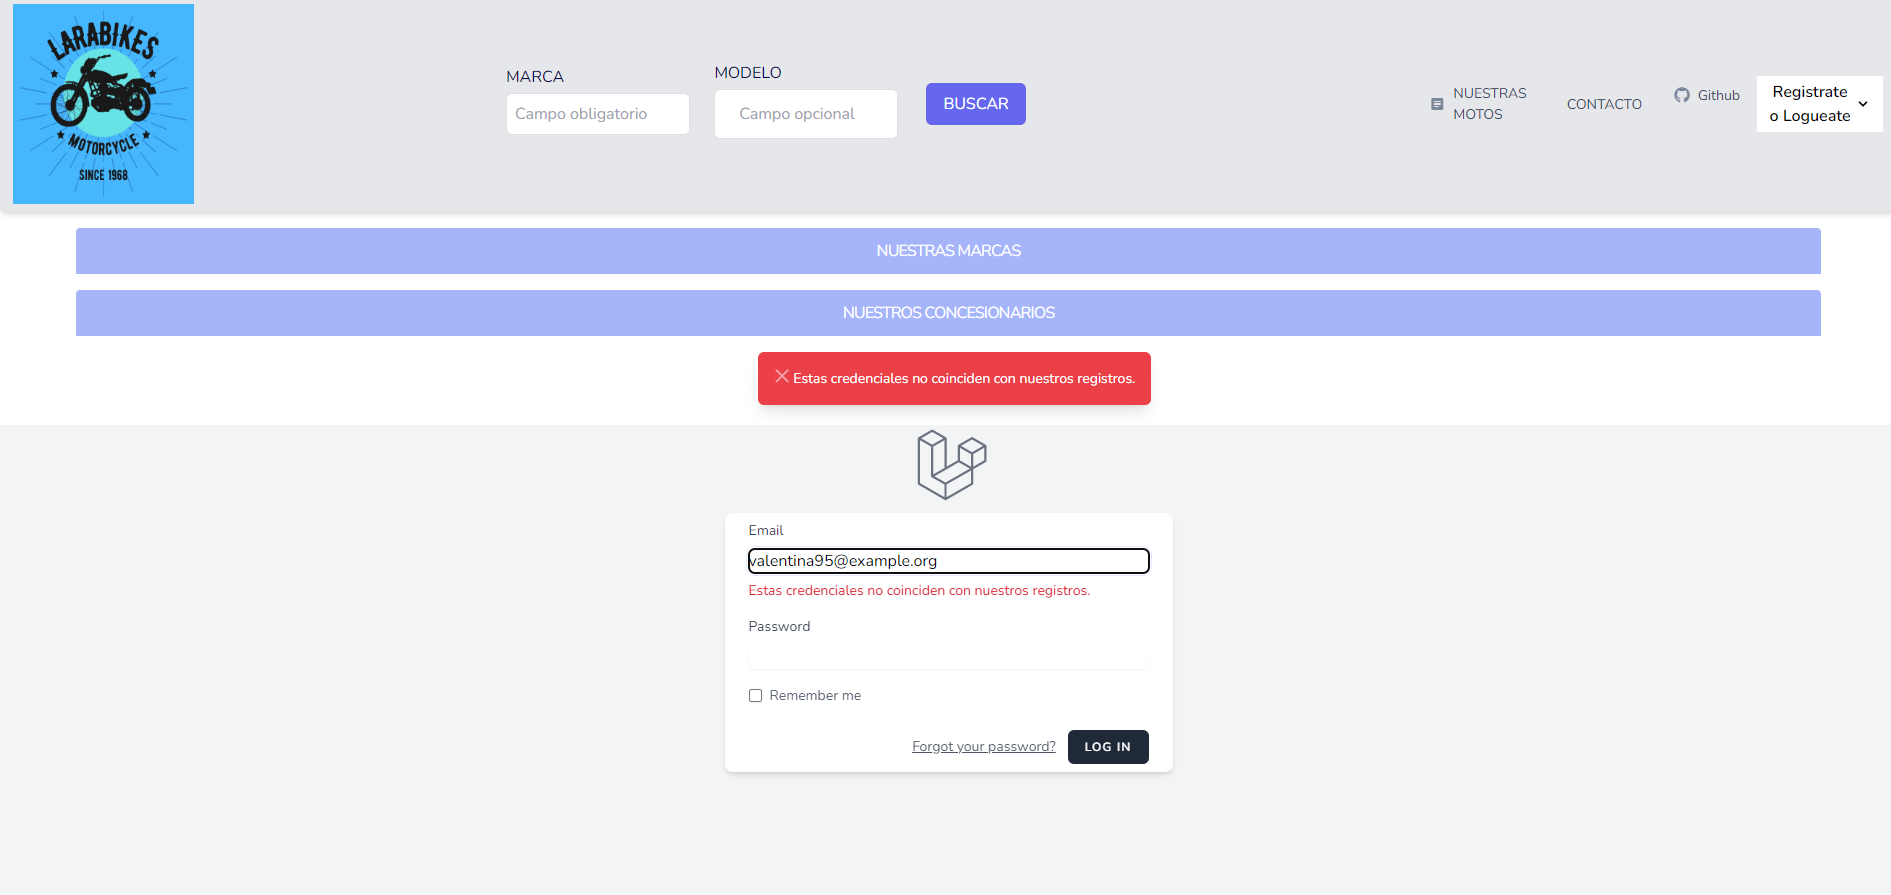 LARABIKES
MOTORCYCLE
SINCE 1968
MARCA
Campo obligatorio
MODELO
Campo opcional
BUSCAR
NUESTRAS
MOTOS
CONTACTO
Github
Registrate
o Logueate
NUESTRAS MARCAS
NUESTROS CONCESIONARIOS
Estas credenciales no coinciden con nuestros registros.
Email
valentina95@example.org
Estas credenciales no coinciden con nuestros registros.
Password
Remember me
Forgot your password?
LOG IN